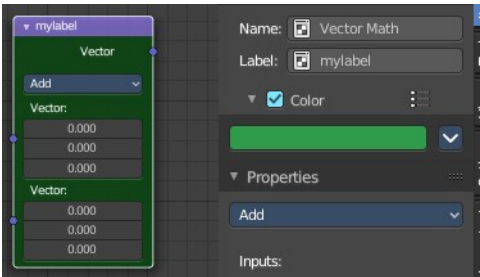 mylabel
Vector
Add
Vector:
0.000
0.000
0.000
Vector:
0.000
0.000
0.000
Name: Vector Math
Label: mylabel
Color
Properties
Add
Inputs: